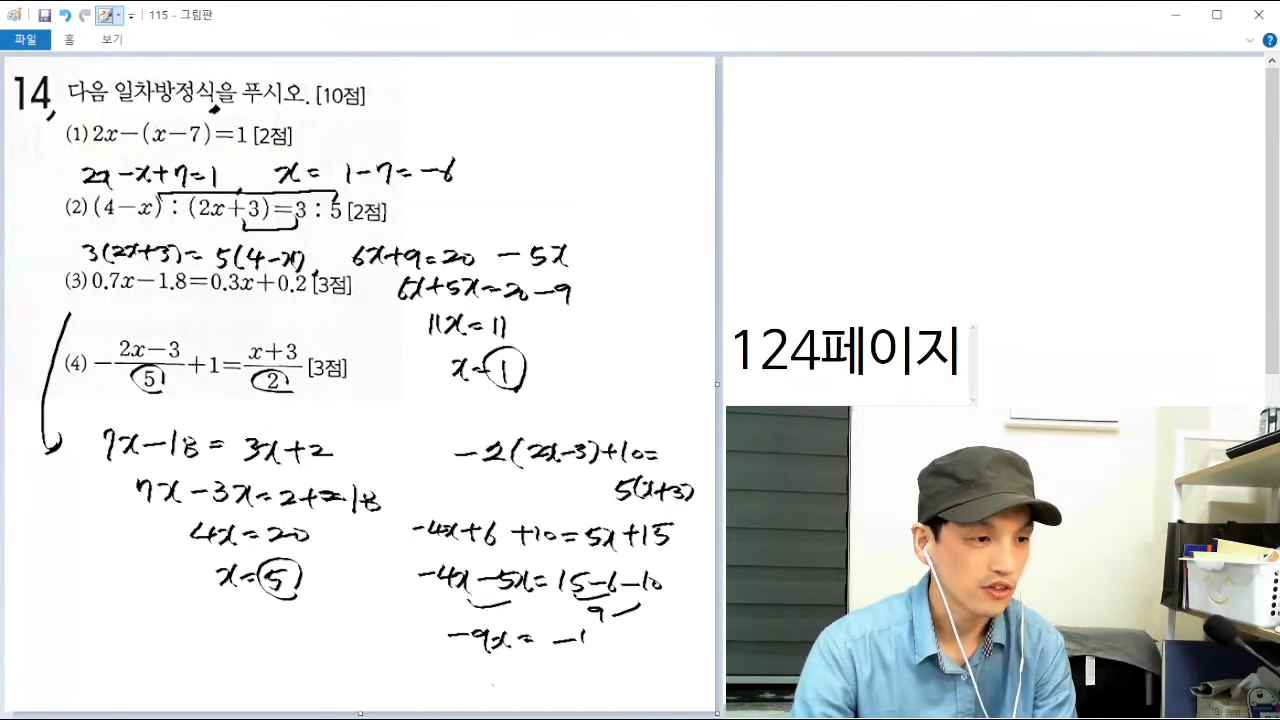 115 - 그림판
파일 홈 보기
14, 다음 일차방정식을 푸시오. [10점]
(1) 2x-(x-7)=1 [2점]
2x-x+7=1 x= 1-7=-6
(2) (4-x) : (2x+3)=3 : 5 [2점]
3(2x+3)= 5(4-x) 6x+9=20 -5x
(3) 0.7x-1.8=0.3x+0.2 [3점]
6x+5x=20-9
11x=11
x=1
(4) -\frac{2x-3}{5}+1=\frac{x+3}{2} [3점]
7x-18= 3x+2
7x-3x=2+18
4x=20
x=5
-2(2x-3)+10=
5(x+3)
-4x+6 +10=5x+15
-4x-5x=15-6-10
9
-9x= -1
124페이지